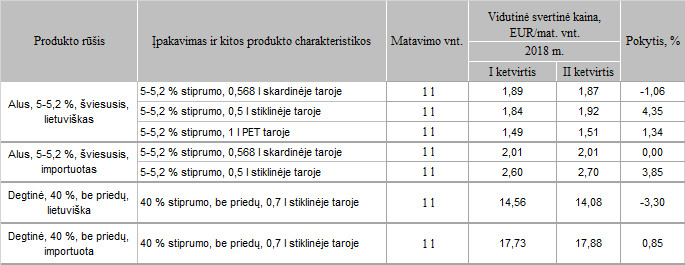 Produkto rūšis
Įpakavimas ir kitos produkto charakteristikos
Matavimo vnt.
Vidutinė svertinė kaina,
EUR/mat. vnt.
Pokytis, %
2018 m.
I ketvirtis
II ketvirtis
Alus, 5-5,2 %, šviesusis,
lietuviškas
5-5,2 % stiprumo, 0,568 l skardinėje taroje 1 l 1,89 1,87 -1,06
5-5,2 % stiprumo, 0,5 l stiklinėje taroje 1 l 1,84 1,92 4,35
5-5,2 % stiprumo, 1 l PET taroje 1 l 1,49 1,51 1,34
Alus, 5-5,2 %, šviesusis,
importuotas
5-5,2 % stiprumo, 0,568 l skardinėje taroje 1 l 2,01 2,01 0,00
5-5,2 % stiprumo, 0,5 l stiklinėje taroje 1 l 2,60 2,70 3,85
Degtinė, 40 %, be priedų,
lietuviška
40 % stiprumo, be priedų, 0,7 l stiklinėje taroje 1 l 14,56 14,08 -3,30
Degtinė, 40 %, be priedų,
importuota
40 % stiprumo, be priedų, 0,7 l stiklinėje taroje 1 l 17,73 17,88 0,85